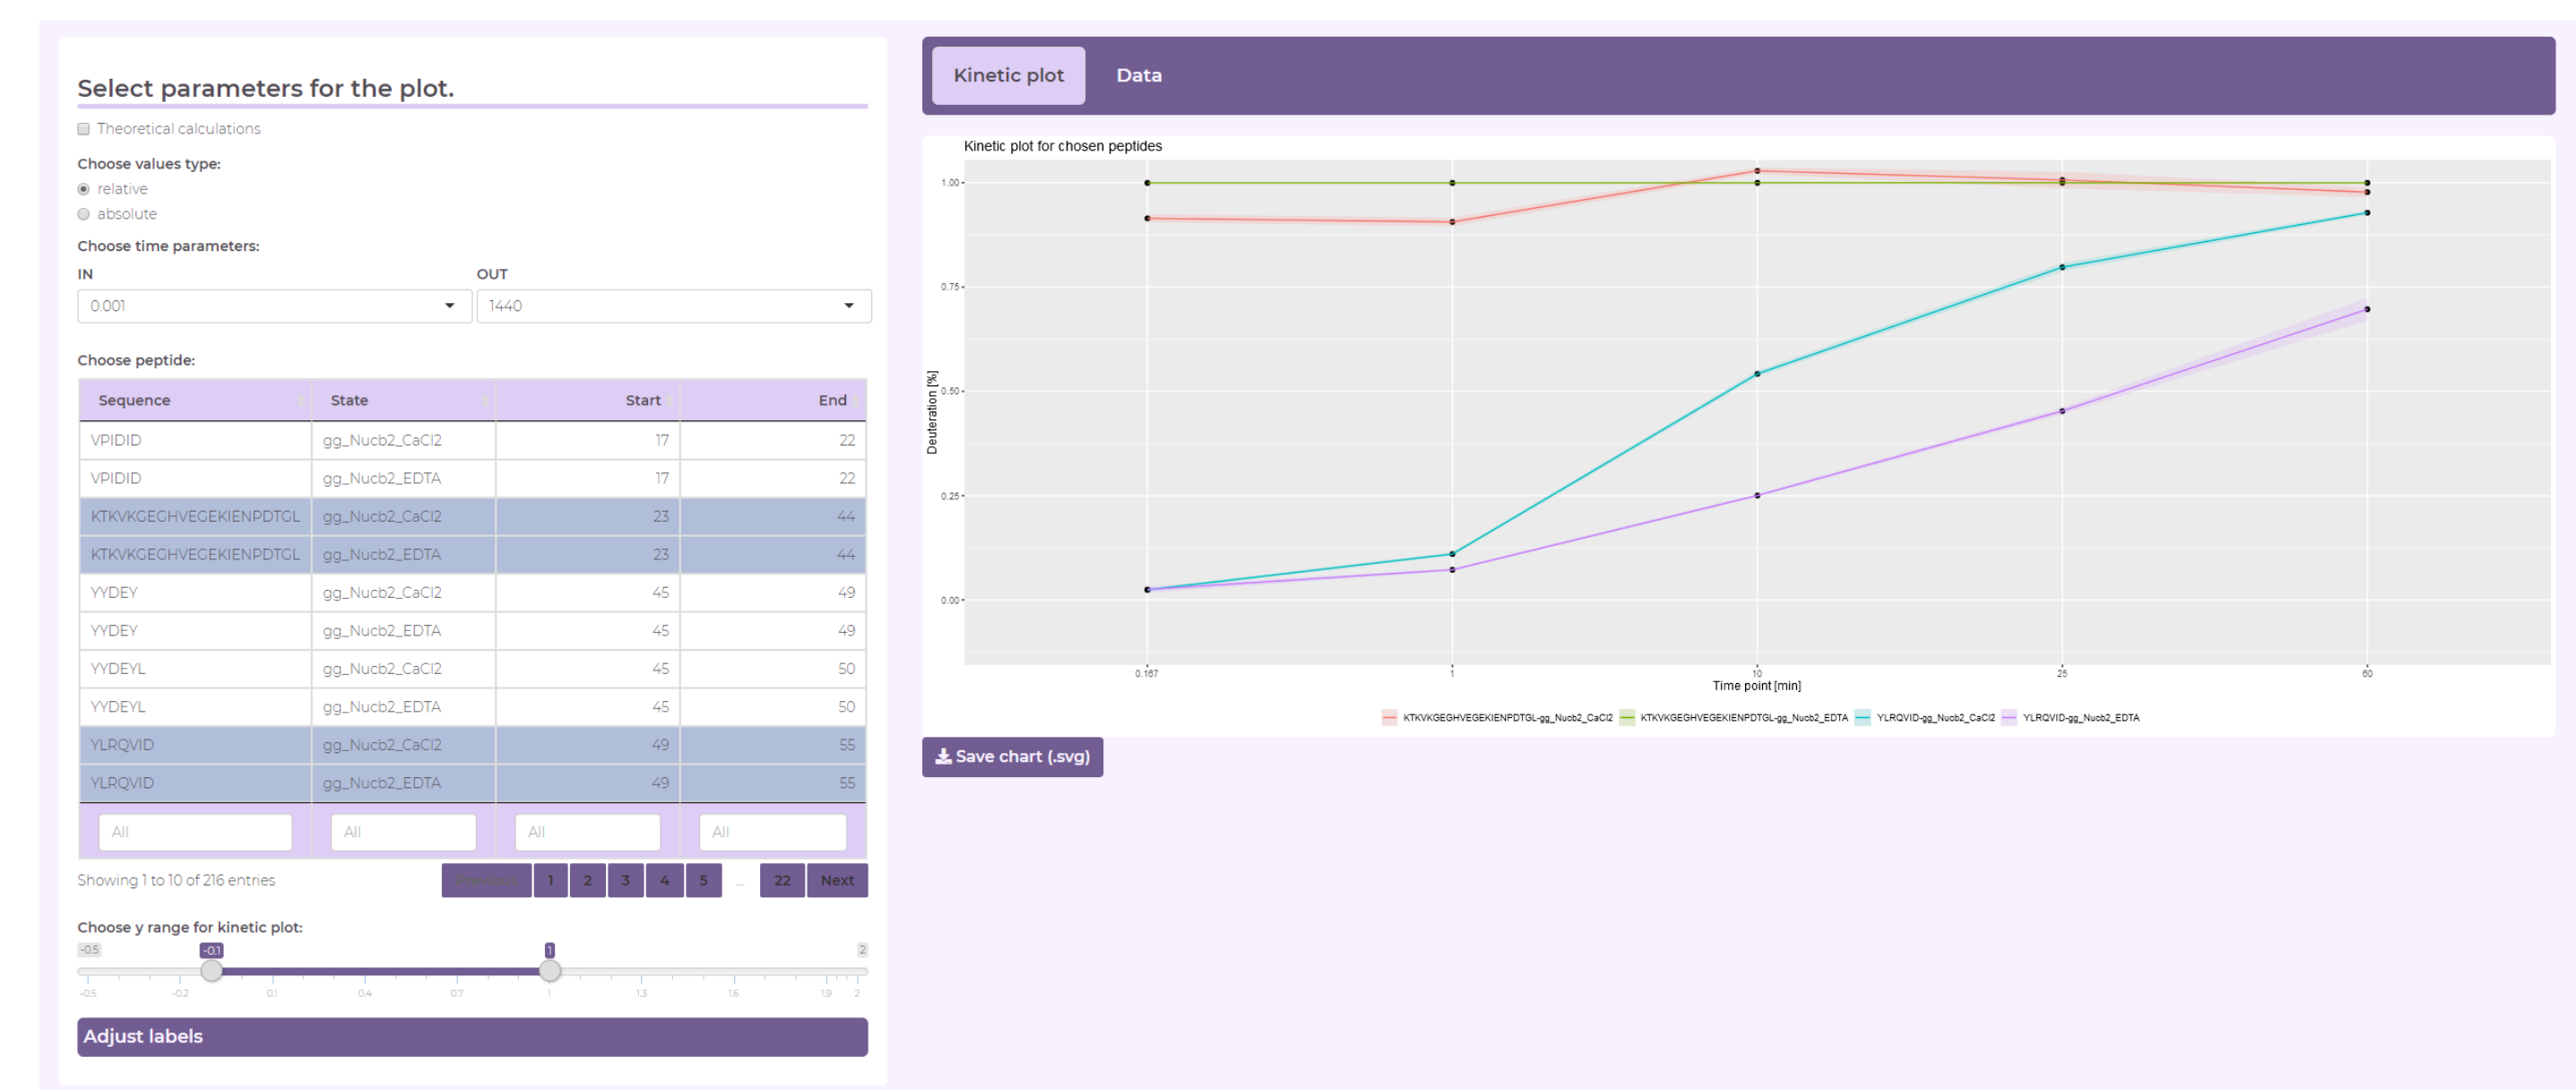 Select parameters for the plot.
Theoretical calculations
Choose values type:
relative
absolute
Choose time parameters:
IN OUT
0.001 1440
Choose peptide:
Sequence State Start End
VPIDID gg_Nucb2_CaCl2 17 22
VPIDID gg_Nucb2_EDTA 17 22
KTKVKGEGHVEGEKIENPDTGL gg_Nucb2_CaCl2 23 44
KTKVKGEGHVEGEKIENPDTGL gg_Nucb2_EDTA 23 44
YYDEY gg_Nucb2_CaCl2 45 49
YYDEY gg_Nucb2_EDTA 45 49
YYDEYL gg_Nucb2_CaCl2 45 50
YYDEYL gg_Nucb2_EDTA 45 50
YLRQVID gg_Nucb2_CaCl2 49 55
YLRQVID gg_Nucb2_EDTA 49 55
All All All All
Showing 1 to 10 of 216 entries
Previous 1 2 3 4 5 ... 22 Next
Choose y range for kinetic plot:
-0.5 -0.1 1 2
-0.5 -0.2 0.1 0.4 0.7 1 1.3 1.6 1.9 2
Adjust labels
Kinetic plot Data
Kinetic plot for chosen peptides
1.00
0.75
0.50
0.25
0.00
Deuteration [%]
0.167 1 10 25 60
Time point [min]
KTKVKGEGHVEGEKIENPDTGL-gg_Nucb2_CaCl2 KTKVKGEGHVEGEKIENPDTGL-gg_Nucb2_EDTA YLRQVID-gg_Nucb2_CaCl2 YLRQVID-gg_Nucb2_EDTA
Save chart (.svg)